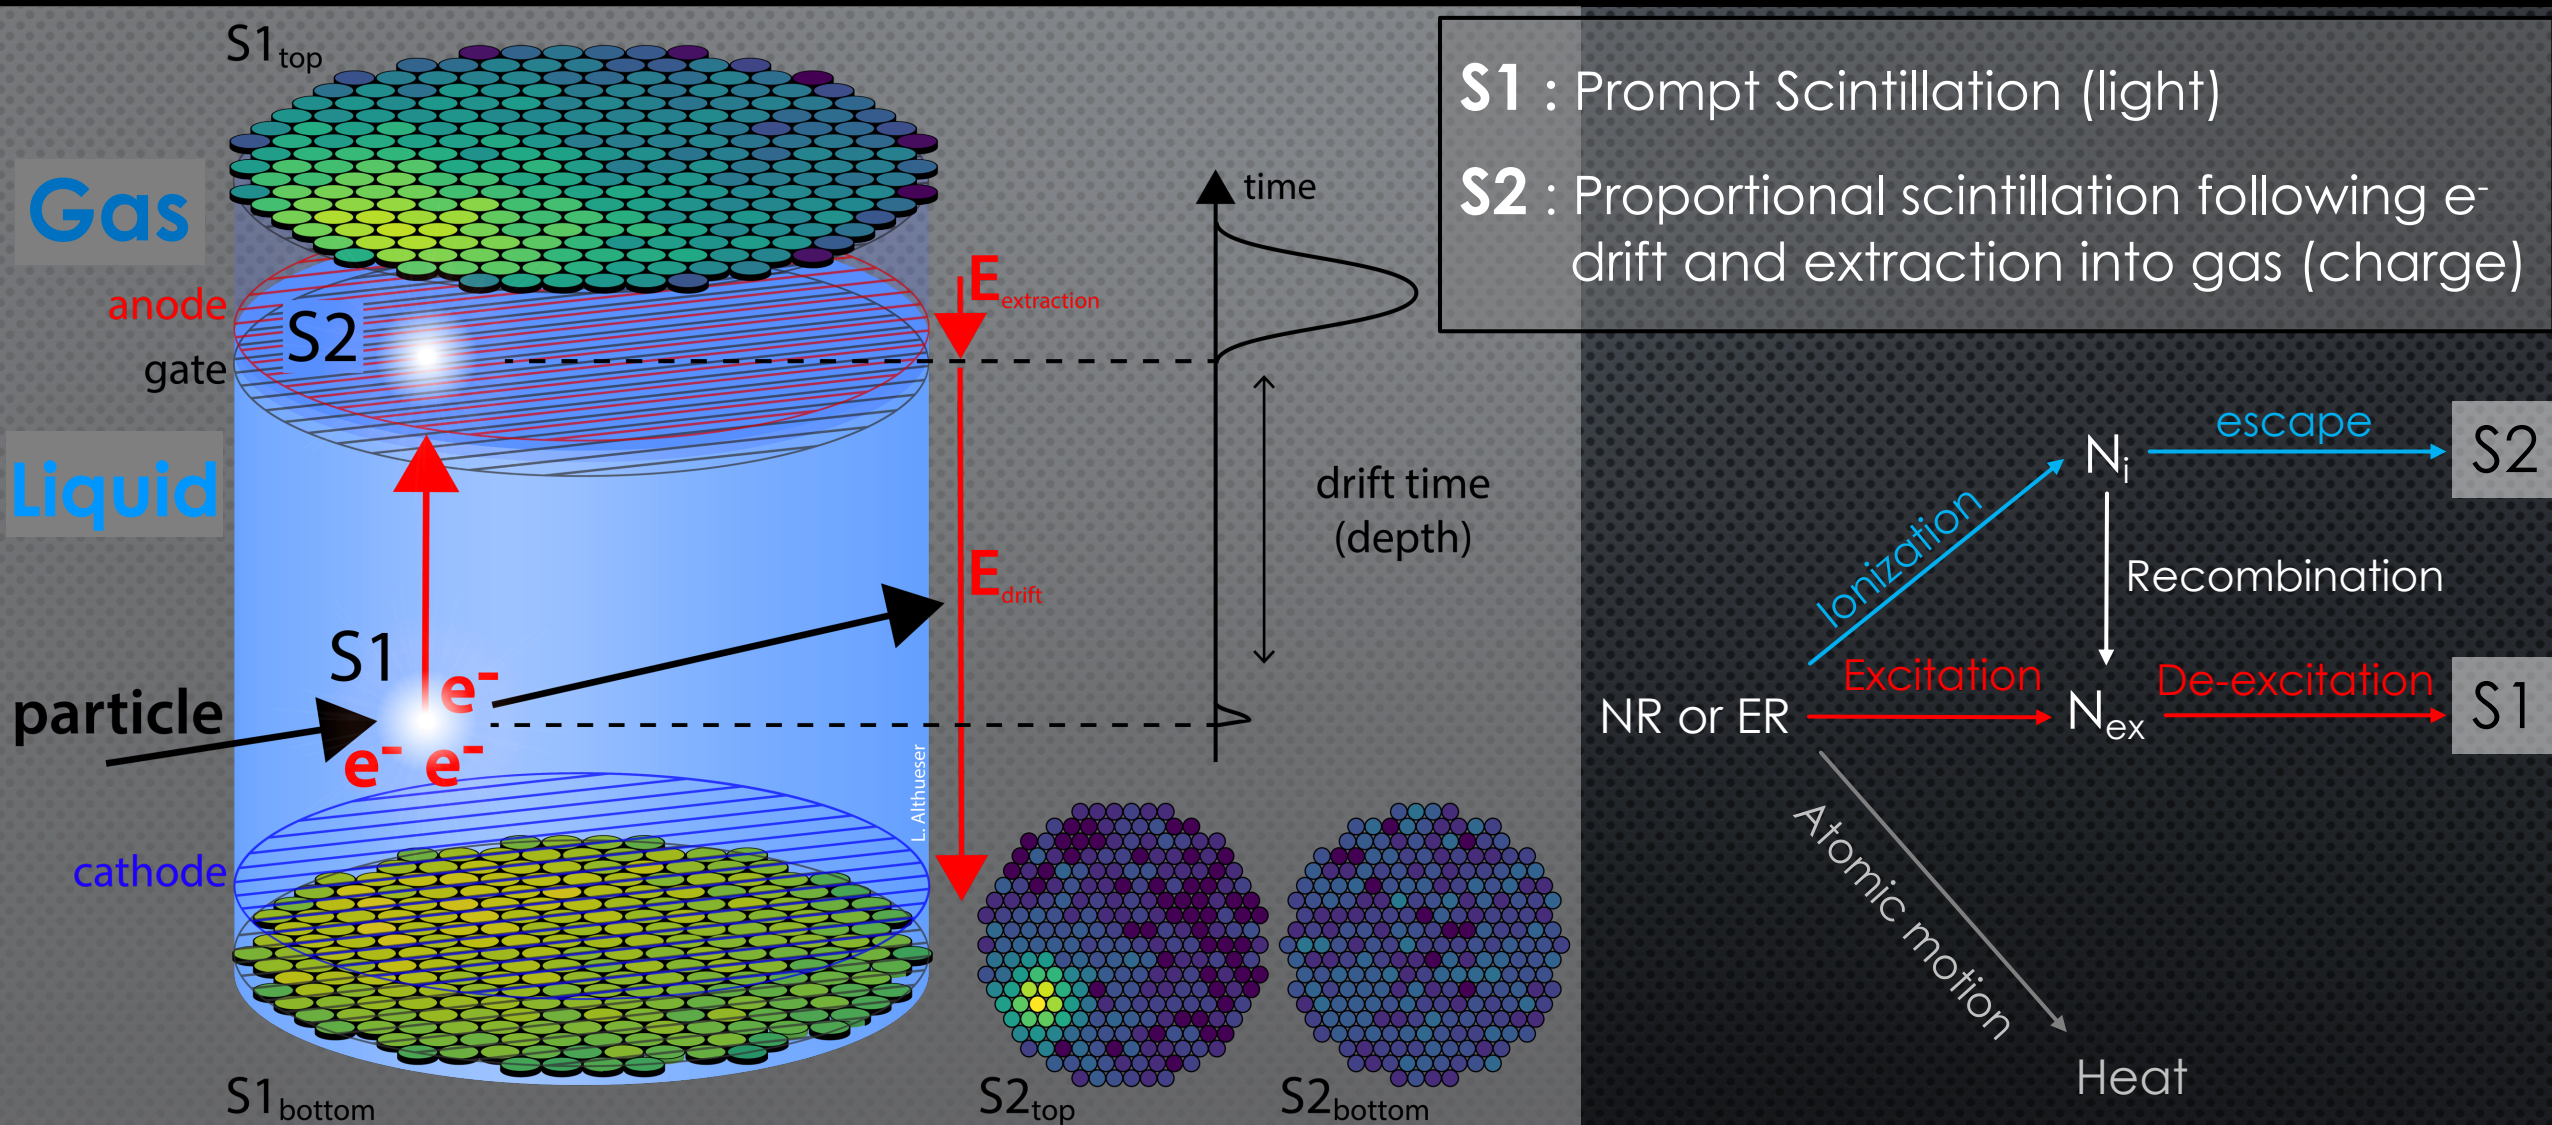 S1top
Gas
anode
gate
S2
Liquid
S1
e-
particle
e- e-
cathode
S1bottom
L. Althueser
Eextraction
Edrift
time
drift time
(depth)
S2top
S2bottom
S1 : Prompt Scintillation (light)
S2 : Proportional scintillation following e-
drift and extraction into gas (charge)
escape
Ni
S2
Ionization
Recombination
Excitation
De-excitation
NR or ER
Nex
S1
Atomic motion
Heat